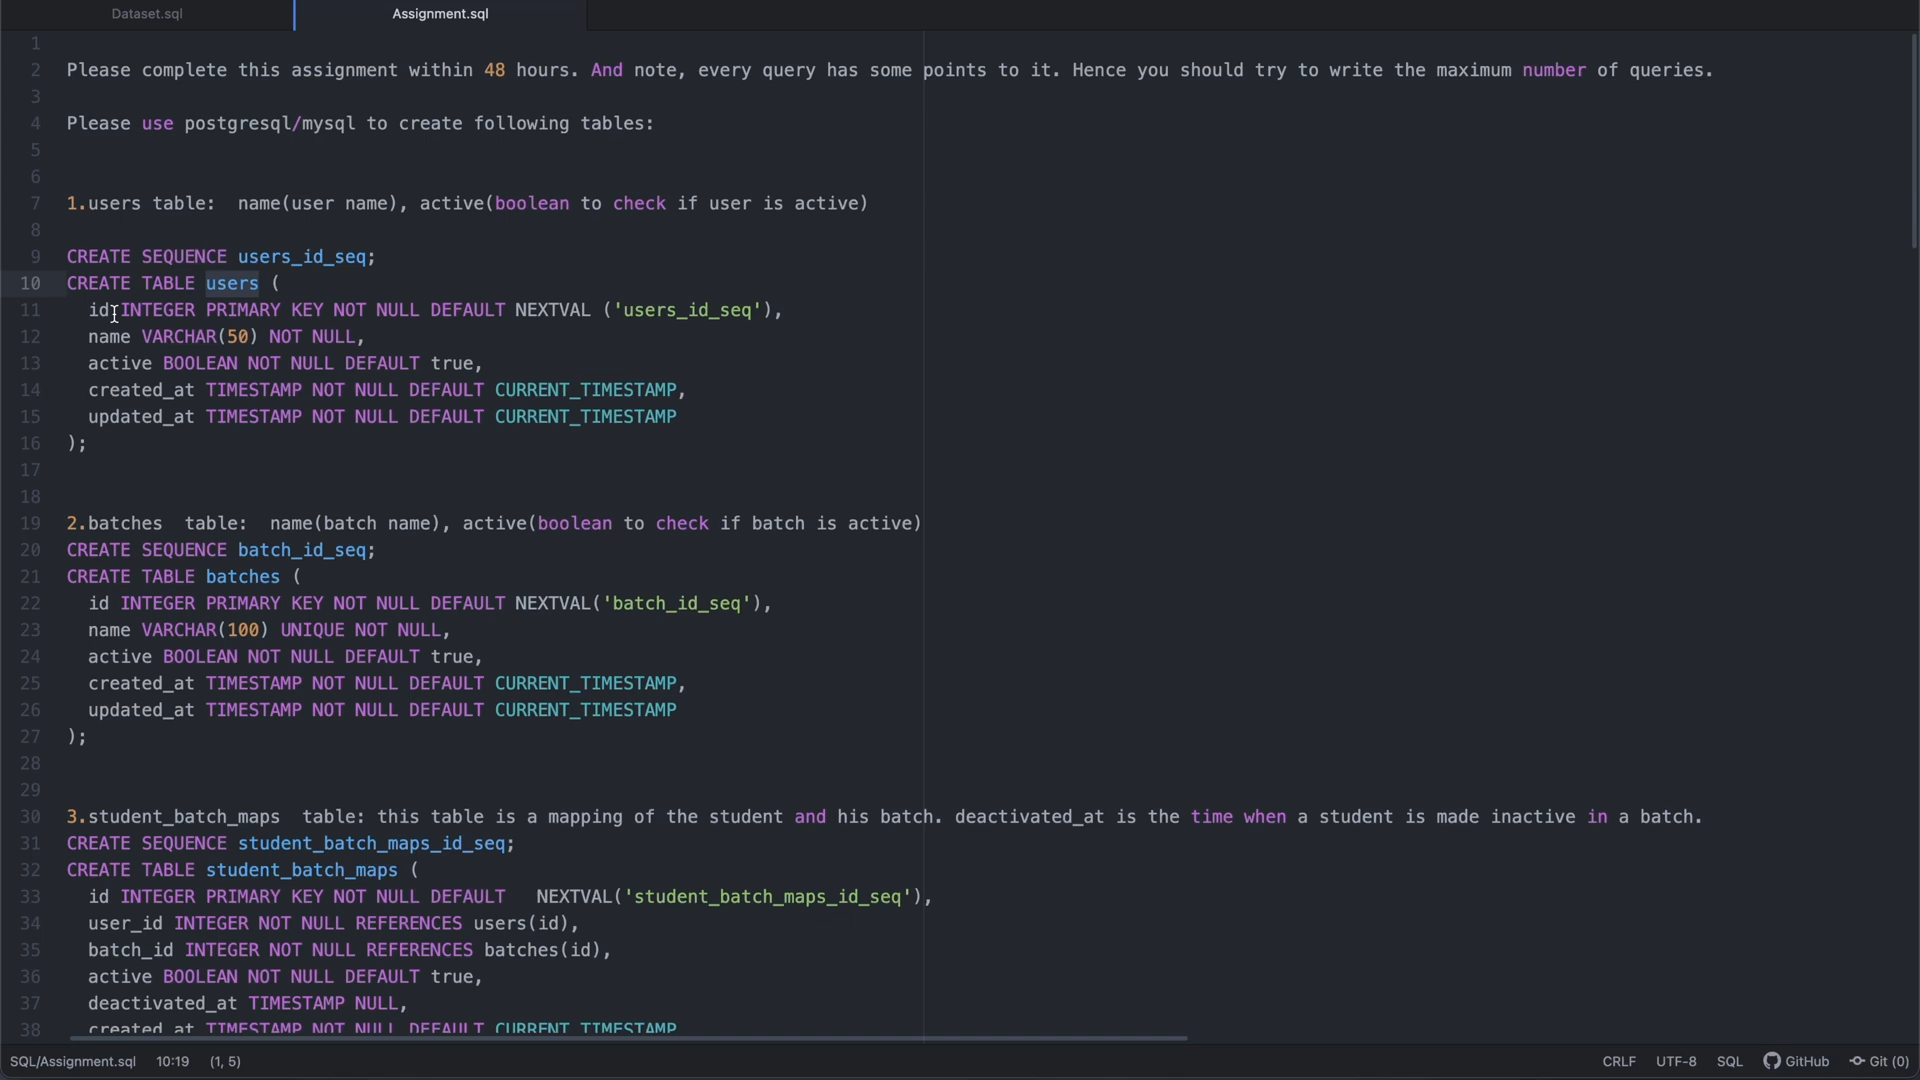 Dataset.sql
Assignment.sql
1
2 Please complete this assignment within 48 hours. And note, every query has some points to it. Hence you should try to write the maximum number of queries.
3
4 Please use postgresql/mysql to create following tables:
5
6
7 1.users table:  name(user name), active(boolean to check if user is active)
8
9 CREATE SEQUENCE users_id_seq;
10 CREATE TABLE users (
11   id INTEGER PRIMARY KEY NOT NULL DEFAULT NEXTVAL ('users_id_seq'),
12   name VARCHAR(50) NOT NULL,
13   active BOOLEAN NOT NULL DEFAULT true,
14   created_at TIMESTAMP NOT NULL DEFAULT CURRENT_TIMESTAMP,
15   updated_at TIMESTAMP NOT NULL DEFAULT CURRENT_TIMESTAMP
16 );
17
18
19 2.batches  table:  name(batch name), active(boolean to check if batch is active)
20 CREATE SEQUENCE batch_id_seq;
21 CREATE TABLE batches (
22   id INTEGER PRIMARY KEY NOT NULL DEFAULT NEXTVAL('batch_id_seq'),
23   name VARCHAR(100) UNIQUE NOT NULL,
24   active BOOLEAN NOT NULL DEFAULT true,
25   created_at TIMESTAMP NOT NULL DEFAULT CURRENT_TIMESTAMP,
26   updated_at TIMESTAMP NOT NULL DEFAULT CURRENT_TIMESTAMP
27 );
28
29
30 3.student_batch_maps  table: this table is a mapping of the student and his batch. deactivated_at is the time when a student is made inactive in a batch.
31 CREATE SEQUENCE student_batch_maps_id_seq;
32 CREATE TABLE student_batch_maps (
33   id INTEGER PRIMARY KEY NOT NULL DEFAULT   NEXTVAL('student_batch_maps_id_seq'),
34   user_id INTEGER NOT NULL REFERENCES users(id),
35   batch_id INTEGER NOT NULL REFERENCES batches(id),
36   active BOOLEAN NOT NULL DEFAULT true,
37   deactivated_at TIMESTAMP NULL,
38   created_at TIMESTAMP NOT NULL DEFAULT CURRENT_TIMESTAMP
SQL/Assignment.sql 10:19 (1, 5) CRLF UTF-8 SQL GitHub Git (0)